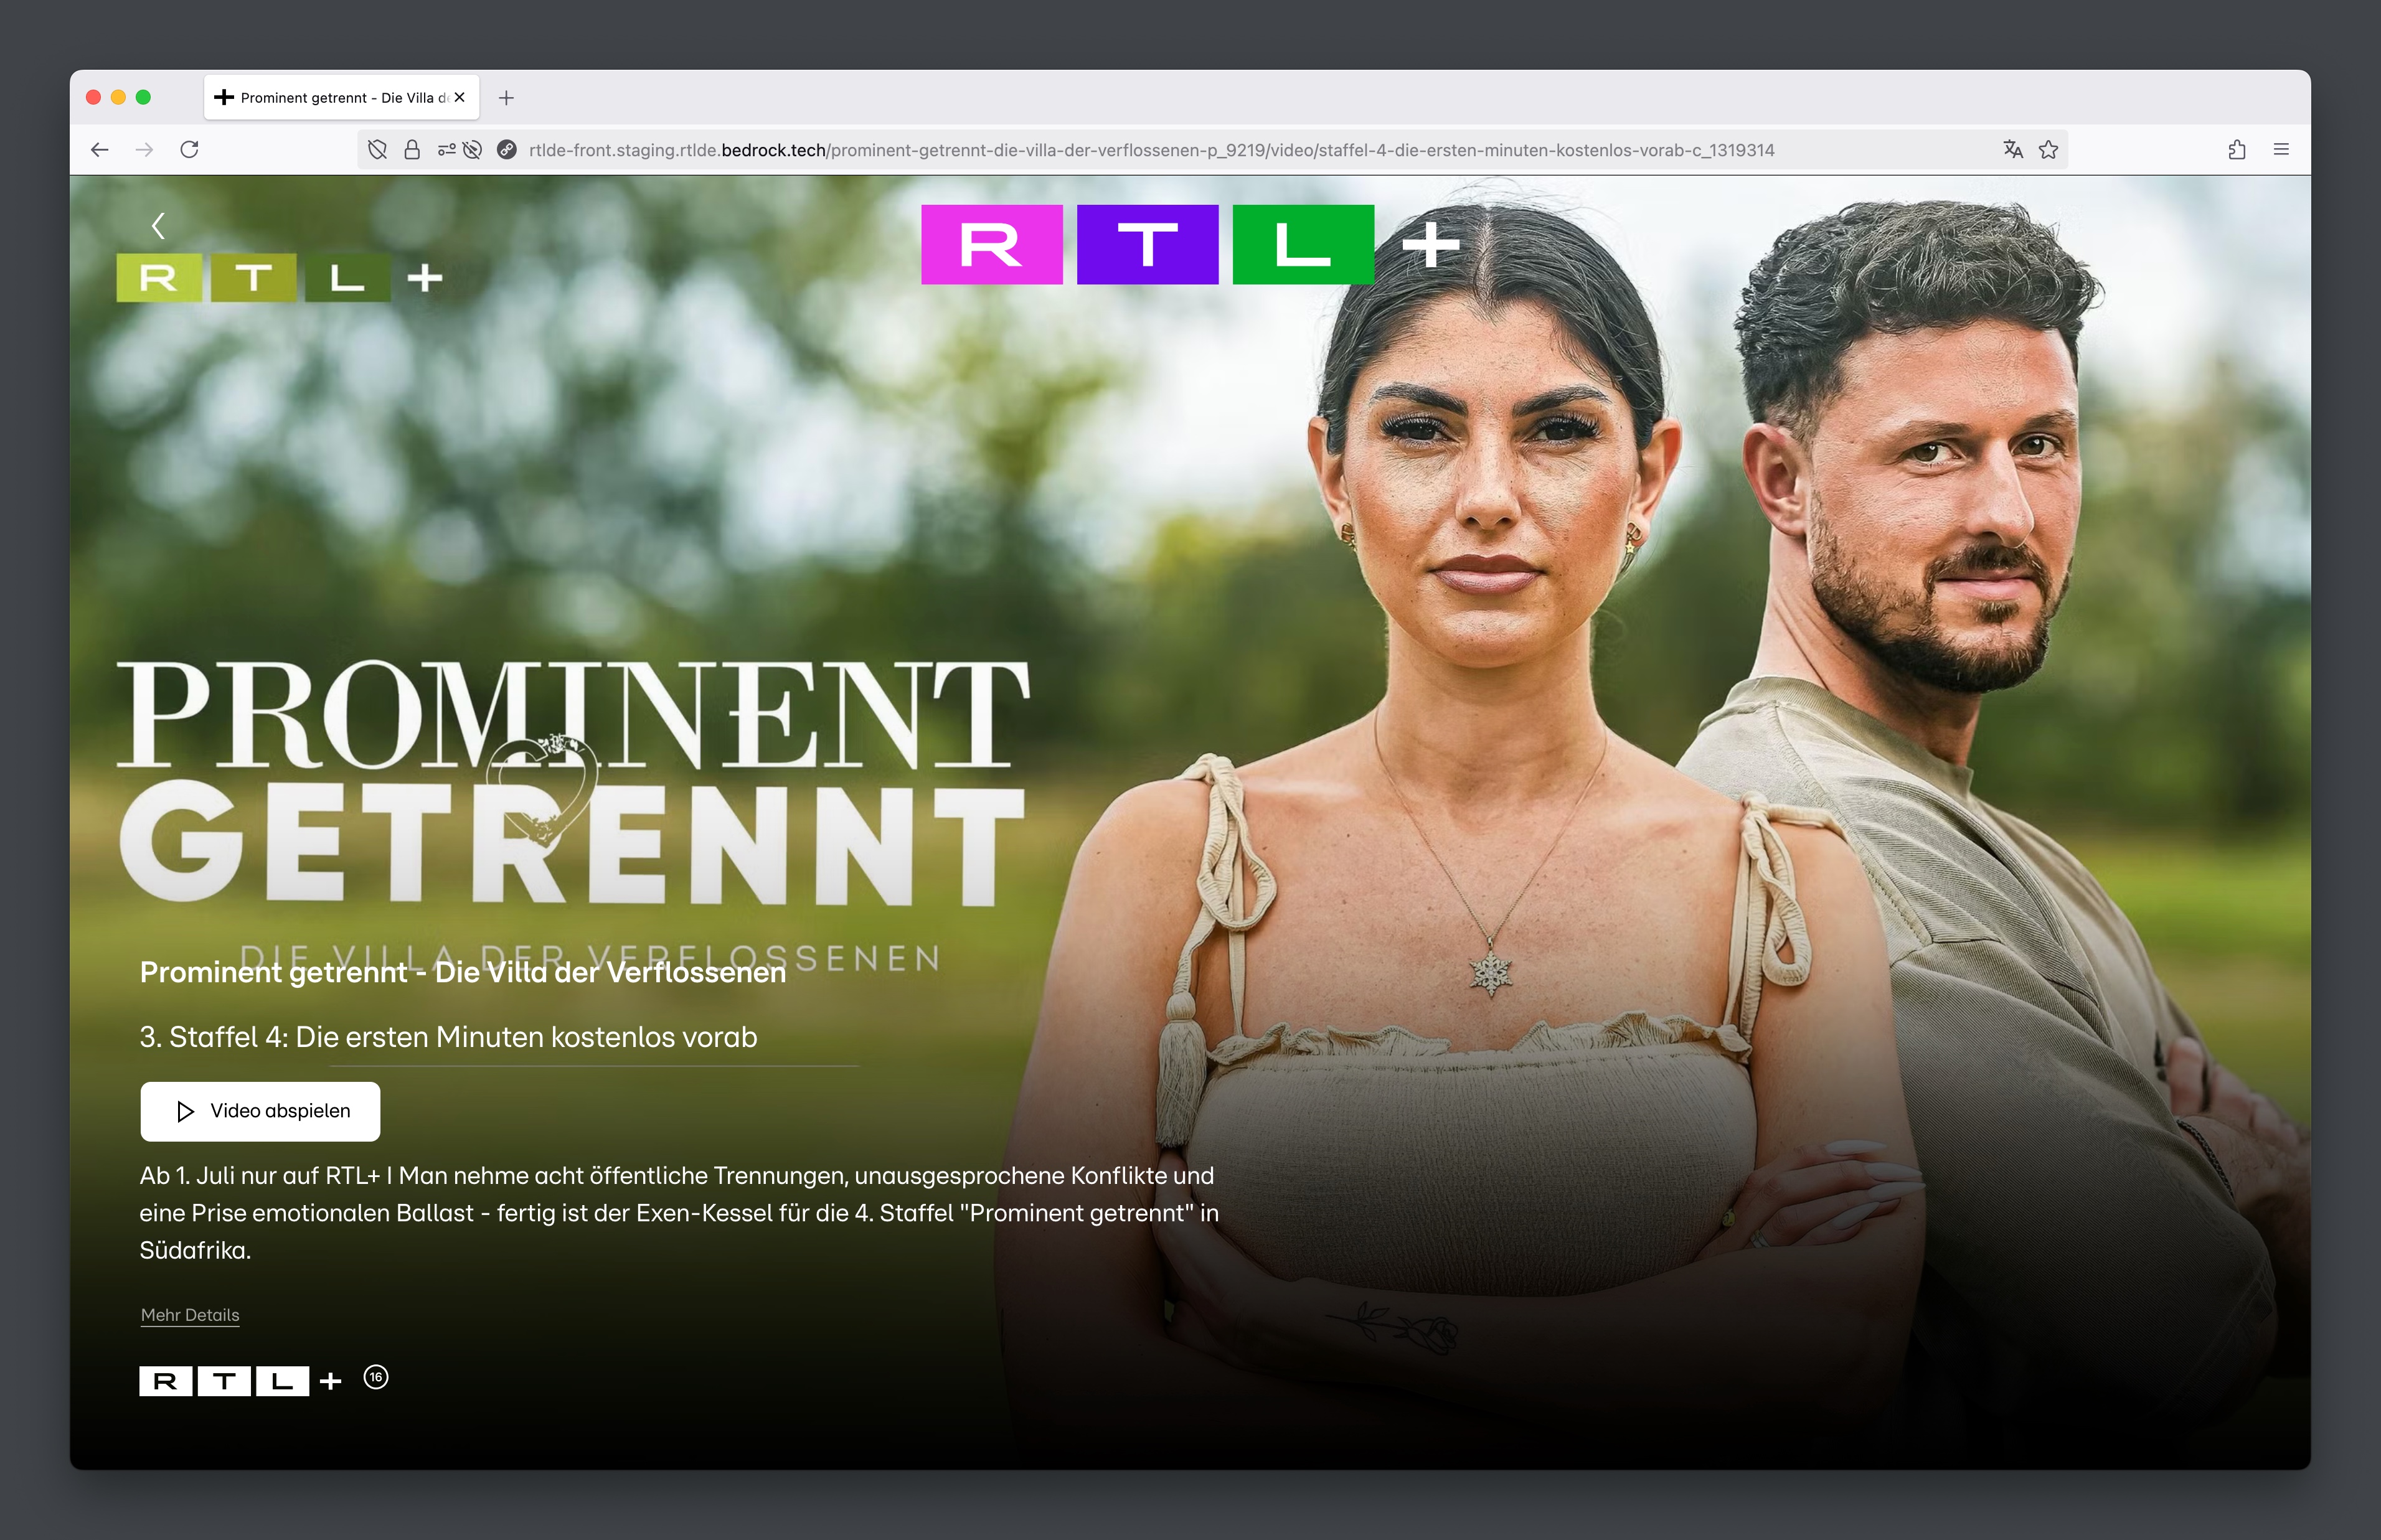 Prominent getrennt - Die Villa d
rtlde-front.staging.rtlde.bedrock.tech/prominent-getrennt-die-villa-der-verflossenen-p_9219/video/staffel-4-die-ersten-minuten-kostenlos-vorab-c_1319314
RTL+
RTL+
PROMINENT
GETRENNT
DIE VILLA DER VERFLOSSENEN
Prominent getrennt - Die Villa der Verflossenen
3. Staffel 4: Die ersten Minuten kostenlos vorab
Video abspielen
Ab 1. Juli nur auf RTL+ I Man nehme acht öffentliche Trennungen, unausgesprochene Konflikte und
eine Prise emotionalen Ballast - fertig ist der Exen-Kessel für die 4. Staffel "Prominent getrennt" in
Südafrika.
Mehr Details
RTL+ 16